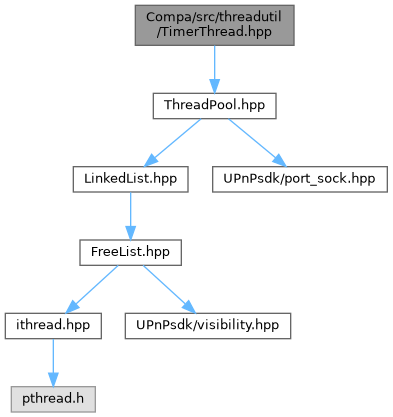 Compa/src/threadutil
/TimerThread.hpp
ThreadPool.hpp
LinkedList.hpp
UPnPsdk/port_sock.hpp
FreeList.hpp
ithread.hpp
UPnPsdk/visibility.hpp
pthread.h